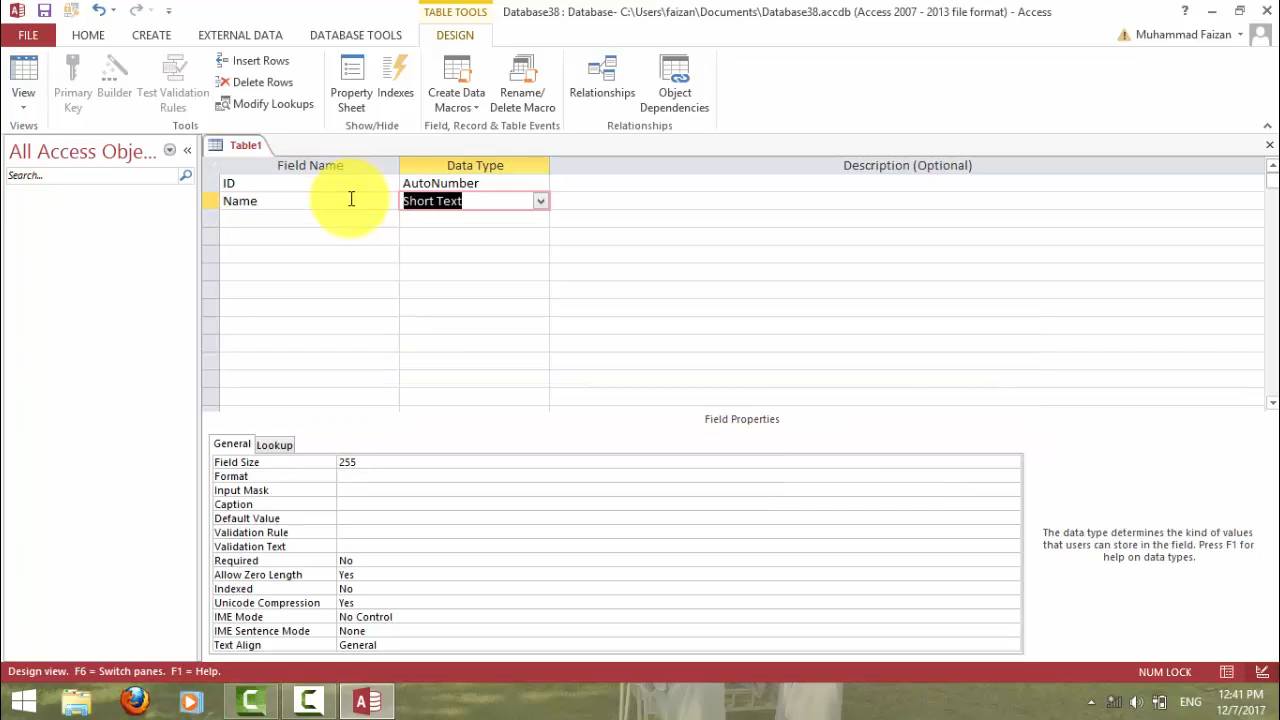 TABLE TOOLS
Database38 : Database- C:\Users\faizan\Documents\Database38.accdb (Access 2007 - 2013 file format) - Access
FILE HOME CREATE EXTERNAL DATA DATABASE TOOLS DESIGN Muhammad Faizan
View
Primary Key
Builder
Test Validation Rules
Insert Rows
Delete Rows
Modify Lookups
Property Sheet
Indexes
Create Data Macros
Rename/ Delete Macro
Relationships
Object Dependencies
Views Tools Show/Hide Field, Record & Table Events Relationships
All Access Obje...
Search...
Table1
Field Name Data Type Description (Optional)
ID AutoNumber
Name Short Text
Field Properties
General Lookup
Field Size 255
Format
Input Mask
Caption
Default Value
Validation Rule
Validation Text
Required No
Allow Zero Length Yes
Indexed No
Unicode Compression Yes
IME Mode No Control
IME Sentence Mode None
Text Align General
The data type determines the kind of values
that users can store in the field. Press F1 for
help on data types.
Design view. F6 = Switch panes. F1 = Help. NUM LOCK
ENG
12:41 PM
12/7/2017